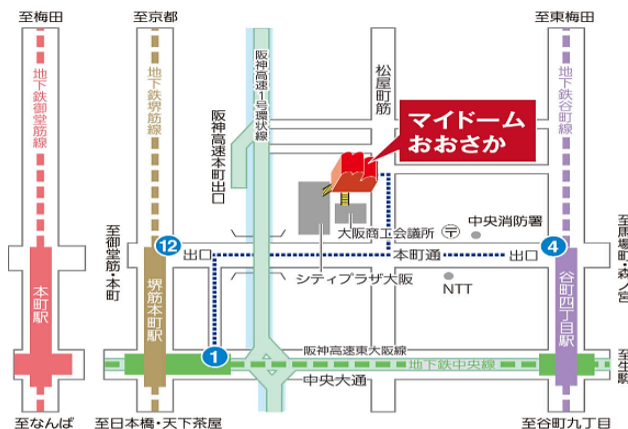 至梅田
至京都
至東梅田
地下鉄御堂筋線
地下鉄堺筋線
阪神高速1号環状線
松屋町筋
地下鉄谷町線
阪神高速本町出口
マイドーム
おおさか
大阪商工会議所
〒
中央消防署
至御堂筋・本町
12
出口
本町通
出口
4
至馬場町・森ノ宮
シティプラザ大阪
NTT
本町駅
堺筋本町駅
谷町四丁目駅
1
阪神高速東大阪線
地下鉄中央線
中央大通
至生駒
至なんば
至日本橋・天下茶屋
至谷町九丁目